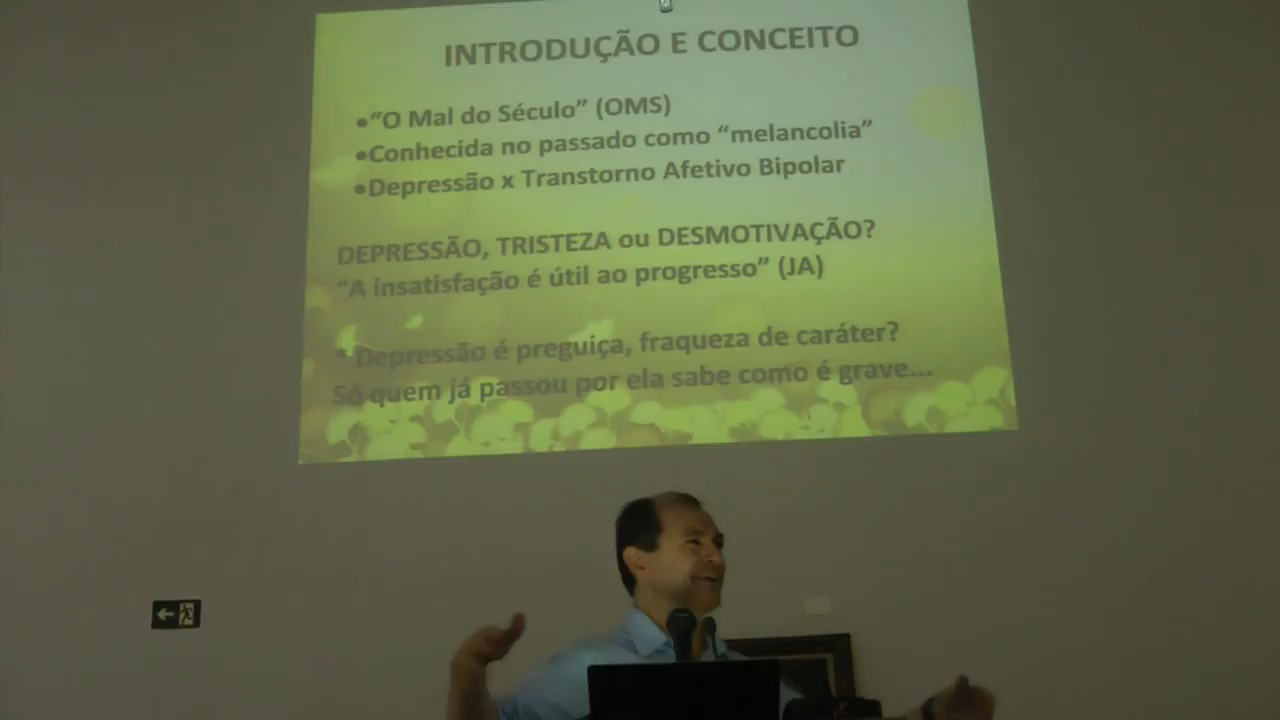 INTRODUÇÃO E CONCEITO
•“O Mal do Século” (OMS)
•Conhecida no passado como “melancolia”
•Depressão x Transtorno Afetivo Bipolar
DEPRESSÃO, TRISTEZA ou DESMOTIVAÇÃO?
“A insatisfação é útil ao progresso” (JA)
* Depressão é preguiça, fraqueza de caráter?
Só quem já passou por ela sabe como é grave...